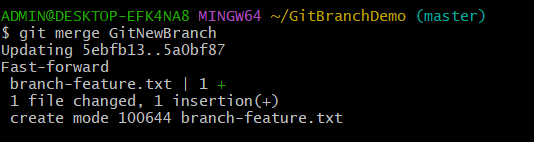 ADMIN@DESKTOP-EFK4NA8 MINGW64 ~/GitBranchDemo (master)
$ git merge GitNewBranch
Updating 5ebfb13..5a0bf87
Fast-forward
 branch-feature.txt | 1 +
 1 file changed, 1 insertion(+)
 create mode 100644 branch-feature.txt